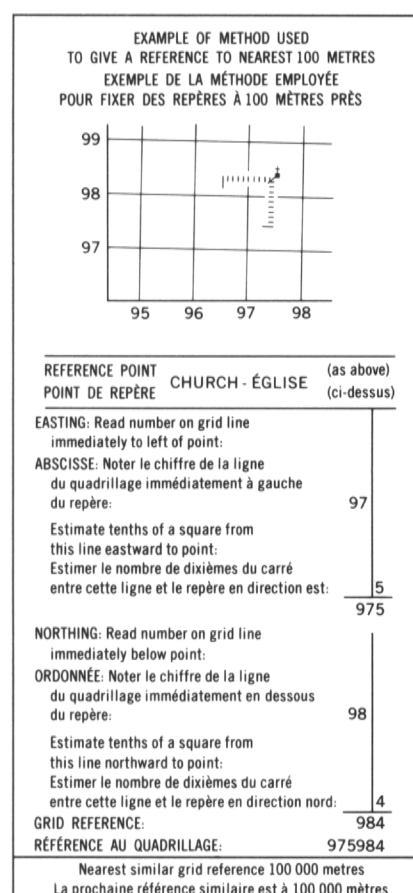 EXAMPLE OF METHOD USED
TO GIVE A REFERENCE TO NEAREST 100 METRES
EXEMPLE DE LA MÉTHODE EMPLOYÉE
POUR FIXER DES REPÈRES À 100 MÈTRES PRÈS
99
98
97
95 96 97 98
REFERENCE POINT
POINT DE REPÈRE
CHURCH - ÉGLISE
(as above)
(ci-dessus)
EASTING: Read number on grid line
immediately to left of point:
ABSCISSE: Noter le chiffre de la ligne
du quadrillage immédiatement à gauche
du repère: 97
Estimate tenths of a square from
this line eastward to point:
Estimer le nombre de dixièmes du carré
entre cette ligne et le repère en direction est: 5
975
NORTHING: Read number on grid line
immediately below point:
ORDONNÉE: Noter le chiffre de la ligne
du quadrillage immédiatement en dessous
du repère: 98
Estimate tenths of a square from
this line northward to point:
Estimer le nombre de dixièmes du carré
entre cette ligne et le repère en direction nord: 4
GRID REFERENCE: 984
RÉFÉRENCE AU QUADRILLAGE: 975984
Nearest similar grid reference 100 000 metres
La prochaine référence similaire est à 100 000 mètres